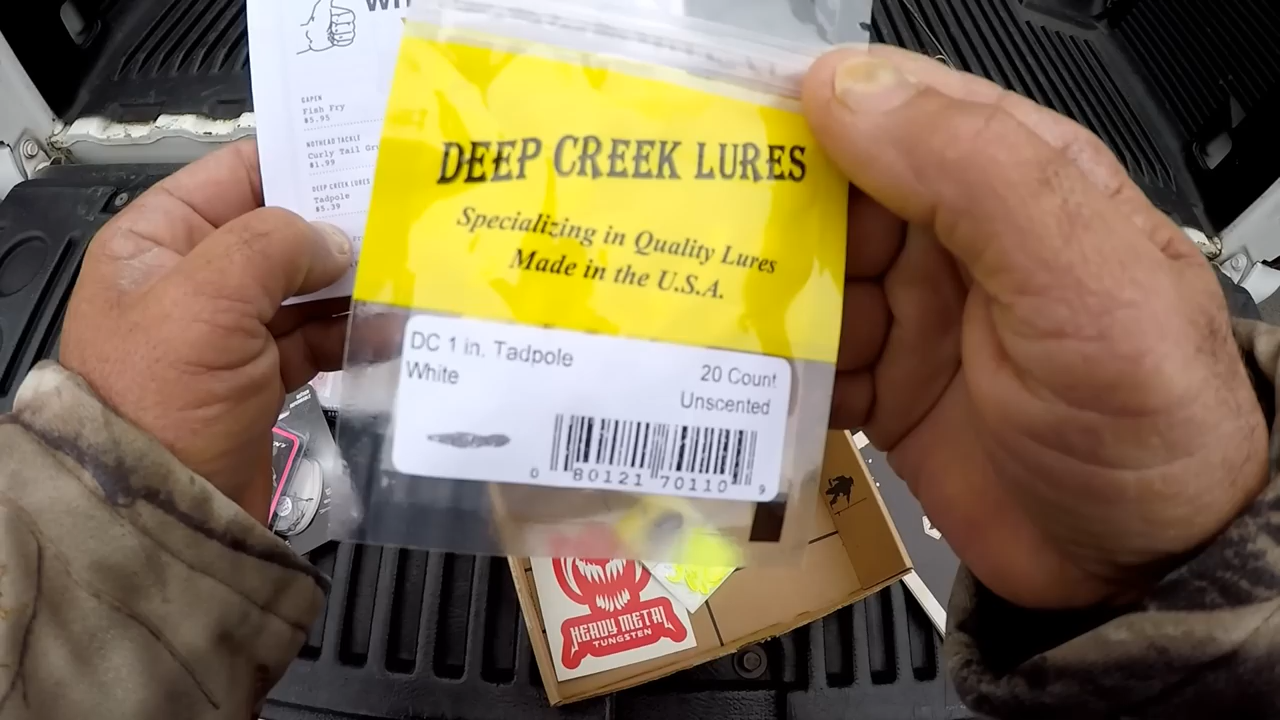 GAPEN
Fish Fry
$5.95
NOTHEAD TACKLE
Curly Tail
$1.99
DEEP CREEK LURES
Tadpole
$5.39
DEEP CREEK LURES
Specializing in Quality Lures
Made in the U.S.A.
DC 1 in. Tadpole
White
20 Count
Unscented
0 80121 70110 9
HEAVY METAL
TUNGSTEN